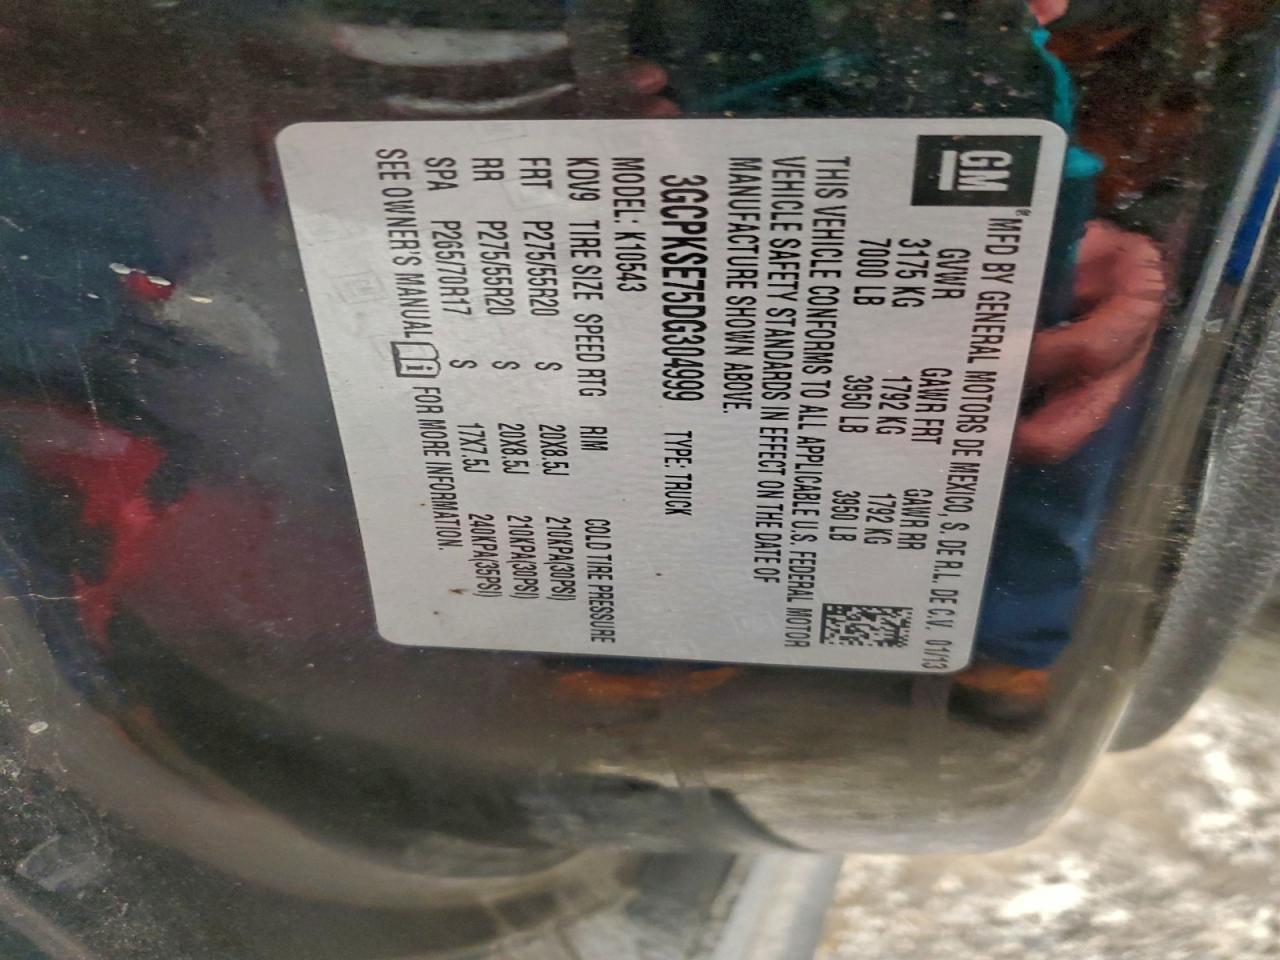 GM
® MFD BY GENERAL MOTORS DE MEXICO, S. DE R.L. DE C.V. 01/13
GVWR GAWR FRT GAWR RR
3175 KG 1792 KG 1792 KG
7000 LB 3950 LB 3950 LB
THIS VEHICLE CONFORMS TO ALL APPLICABLE U.S. FEDERAL MOTOR
VEHICLE SAFETY STANDARDS IN EFFECT ON THE DATE OF
MANUFACTURE SHOWN ABOVE.
3GCPKSE75DG304999 TYPE: TRUCK
MODEL: K10543
KDV9 TIRE SIZE SPEED RTG RIM COLD TIRE PRESSURE
FRT P275/55R20 S 20X8.5J 210KPA(30PSI)
RR P275/55R20 S 20X8.5J 210KPA(30PSI)
SPA P265/70R17 S 17X7.5J 240KPA(35PSI)
SEE OWNER'S MANUAL i FOR MORE INFORMATION.